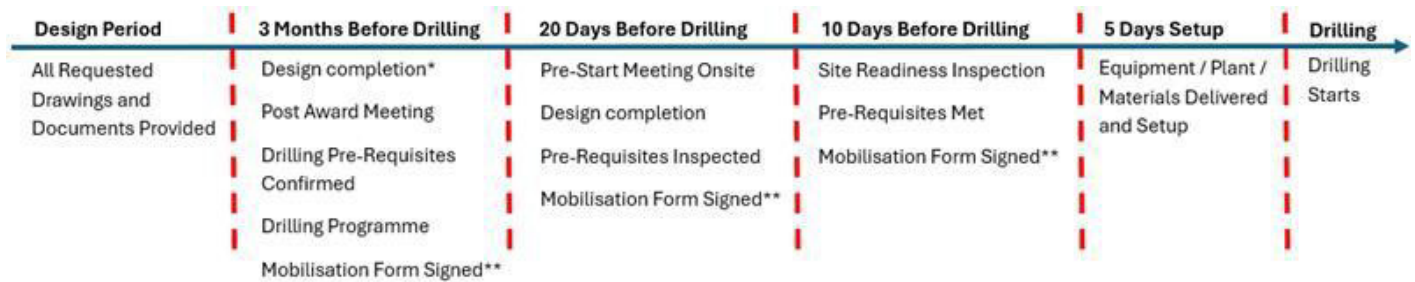 Design Period
3 Months Before Drilling
20 Days Before Drilling
10 Days Before Drilling
5 Days Setup
Drilling
All Requested
Drawings and
Documents Provided
Design completion*
Post Award Meeting
Drilling Pre-Requisites
Confirmed
Drilling Programme
Mobilisation Form Signed**
Pre-Start Meeting Onsite
Design completion
Pre-Requisites Inspected
Mobilisation Form Signed**
Site Readiness Inspection
Pre-Requisites Met
Mobilisation Form Signed**
Equipment / Plant /
Materials Delivered
and Setup
Drilling
Starts